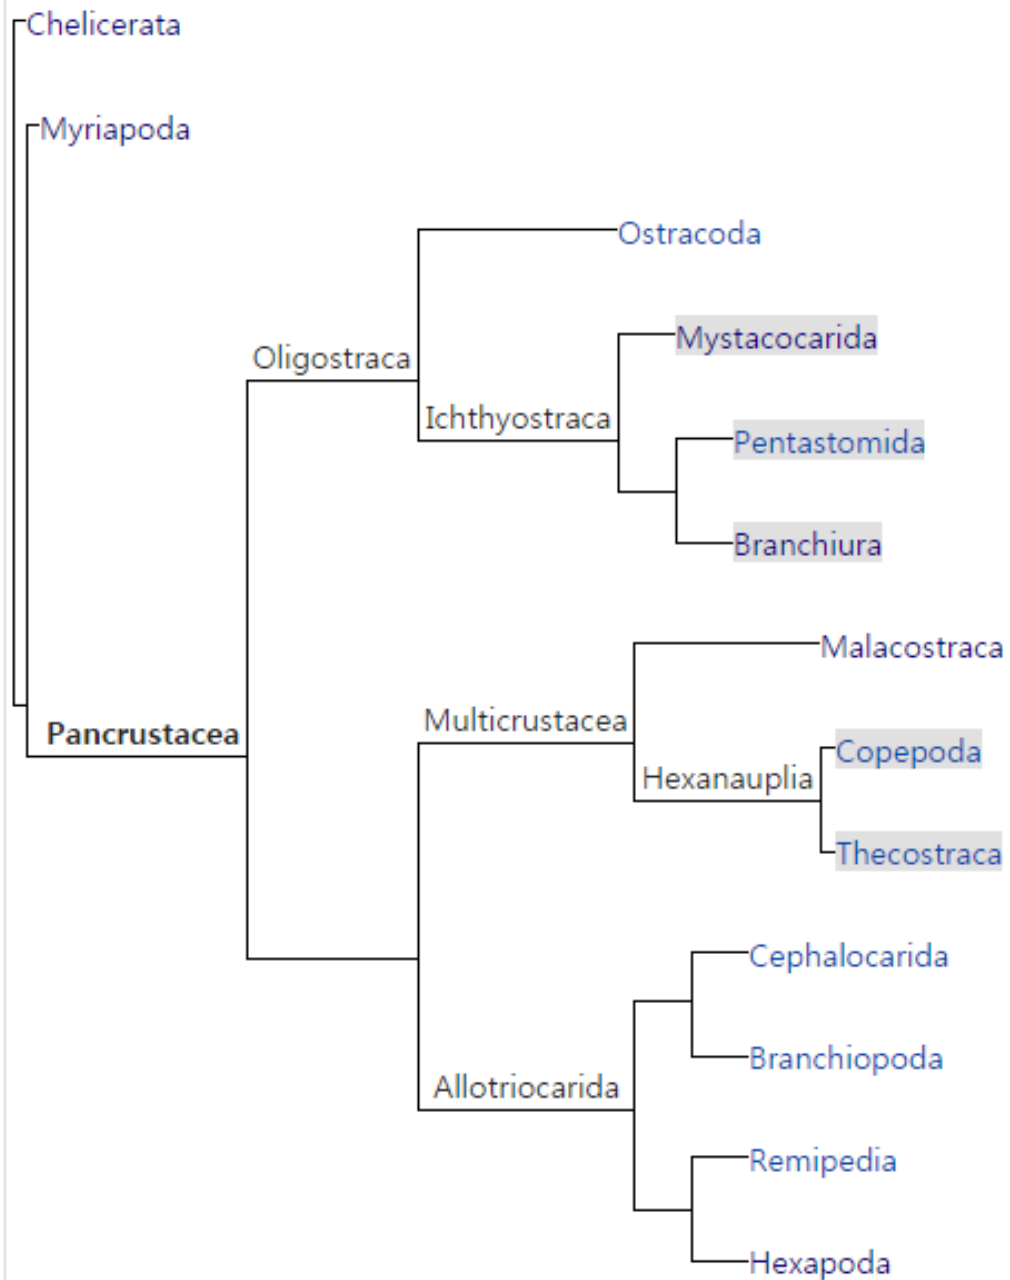 Chelicerata
Myriapoda
Ostracoda
Mystacocarida
Oligostraca
Ichthyostraca
Pentastomida
Branchiura
Malacostraca
Multicrustacea
Pancrustacea
Copepoda
Hexanauplia
Thecostraca
Cephalocarida
Branchiopoda
Allotriocarida
Remipedia
Hexapoda